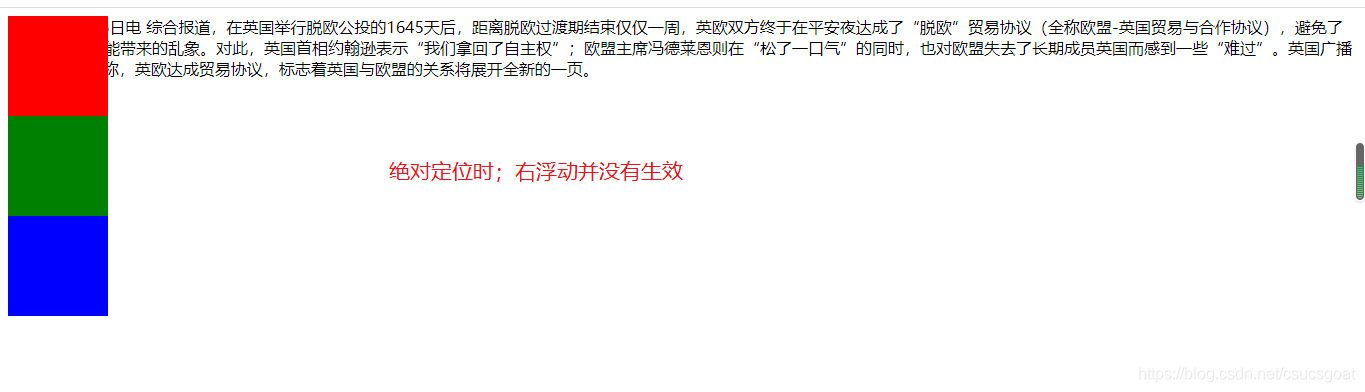 日电 综合报道，在英国举行脱欧公投的1645天后，距离脱欧过渡期结束仅仅一周，英欧双方终于在平安夜达成了“脱欧”贸易协议（全称欧盟-英国贸易与合作协议），避免了
能带来的乱象。对此，英国首相约翰逊表示“我们拿回了自主权”；欧盟主席冯德莱恩则在“松了一口气”的同时，也对欧盟失去了长期成员英国而感到一些“难过”。英国广播
称，英欧达成贸易协议，标志着英国与欧盟的关系将展开全新的一页。
绝对定位时；右浮动并没有生效
https://blog.csdn.net/csucsgoat